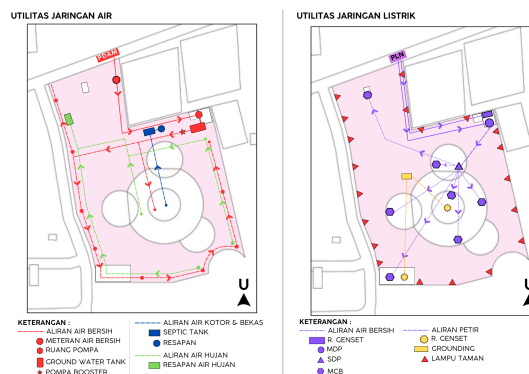 UTILITAS JARINGAN AIR
PDAM
U
KETERANGAN :
ALIRAN AIR BERSIH
METERAN AIR BERSIH
RUANG POMPA
GROUND WATER TANK
POMPA BOOSTER
ALIRAN AIR KOTOR & BEKAS
SEPTIC TANK
RESAPAN
ALIRAN AIR HUJAN
RESAPAN AIR HUJAN
UTILITAS JARINGAN LISTRIK
PLN
U
KETERANGAN :
ALIRAN AIR BERSIH
R. GENSET
MDP
SDP
MCB
ALIRAN PETIR
R. GENSET
GROUNDING
LAMPU TAMAN